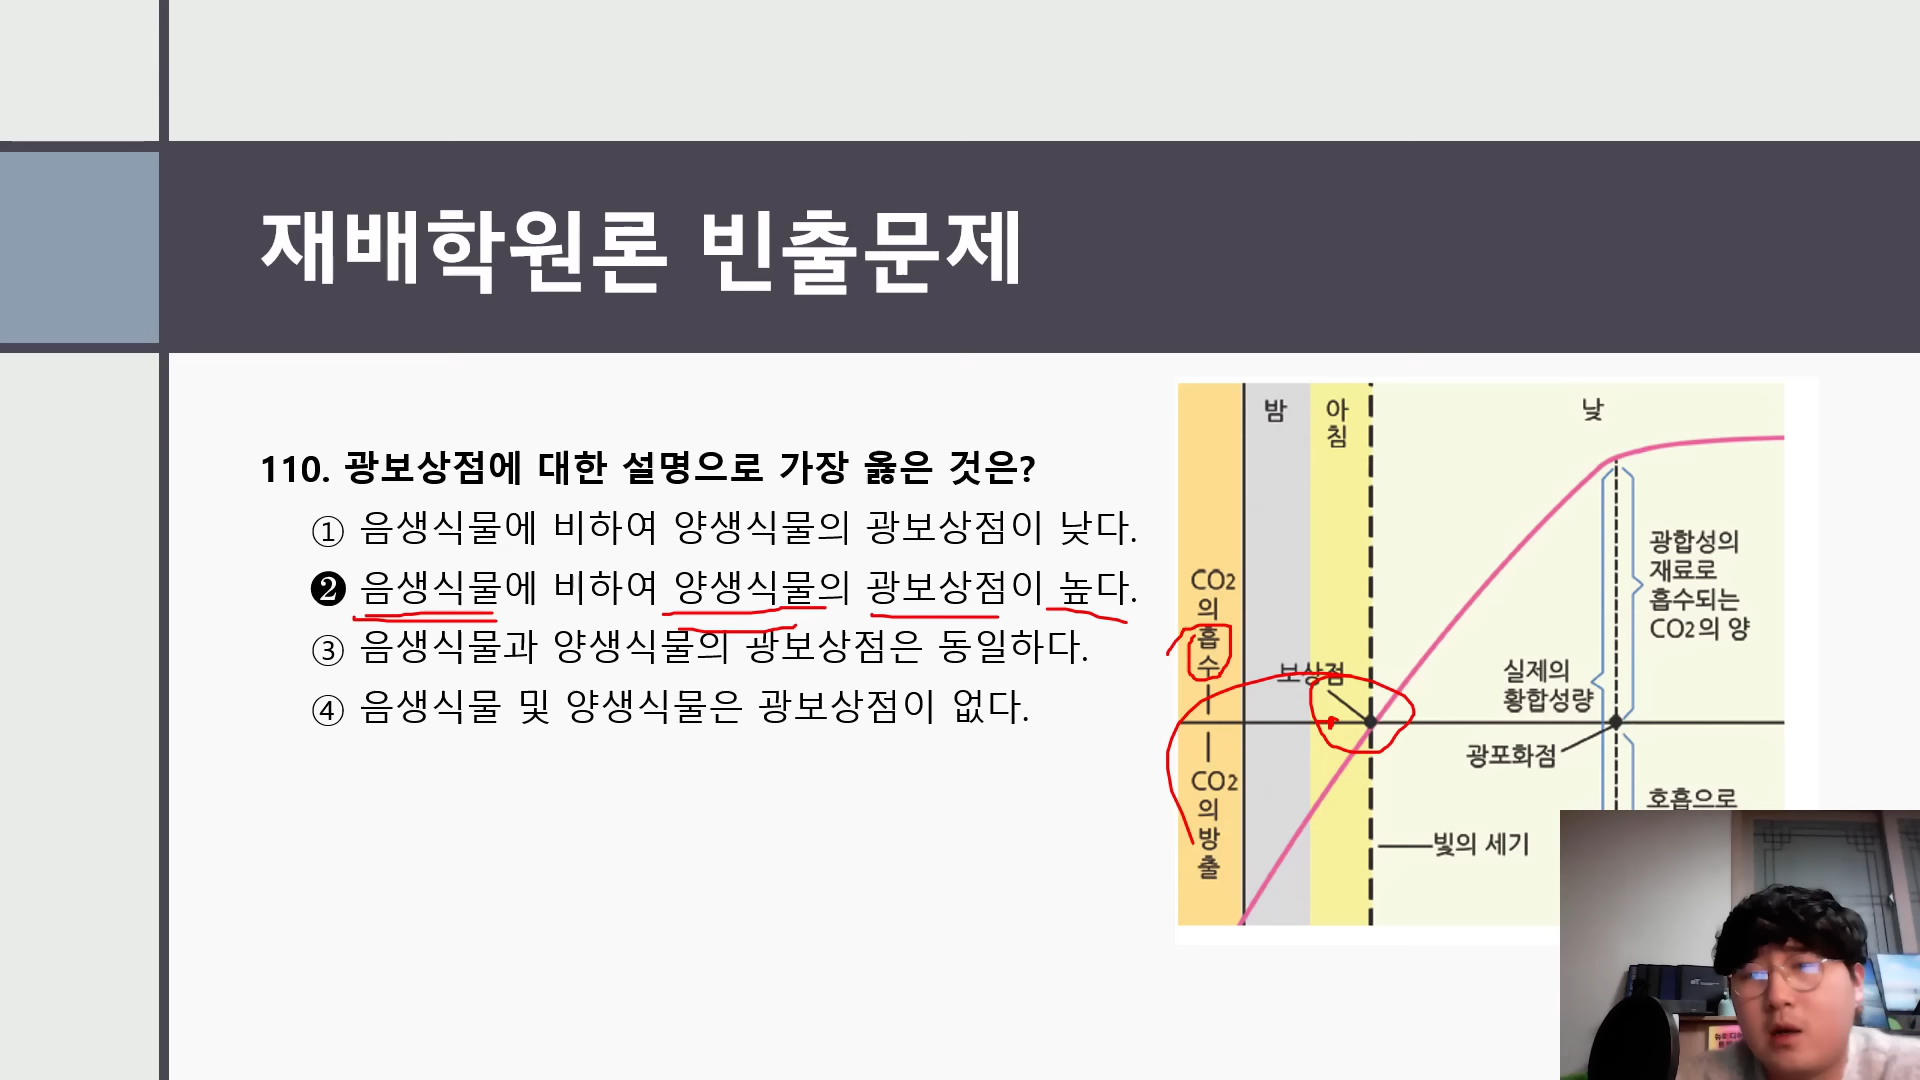 재배학원론 빈출문제
110. 광보상점에 대한 설명으로 가장 옳은 것은?
① 음생식물에 비하여 양생식물의 광보상점이 낮다.
❷ 음생식물에 비하여 양생식물의 광보상점이 높다.
③ 음생식물과 양생식물의 광보상점은 동일하다.
④ 음생식물 및 양생식물은 광보상점이 없다.
밤
아
침
낮
CO2
의
흡
수
CO2
의
방
출
보상점
광합성의
재료로
흡수되는
CO2의 양
실제의
황합성량
광포화점
호흡으로
빛의 세기